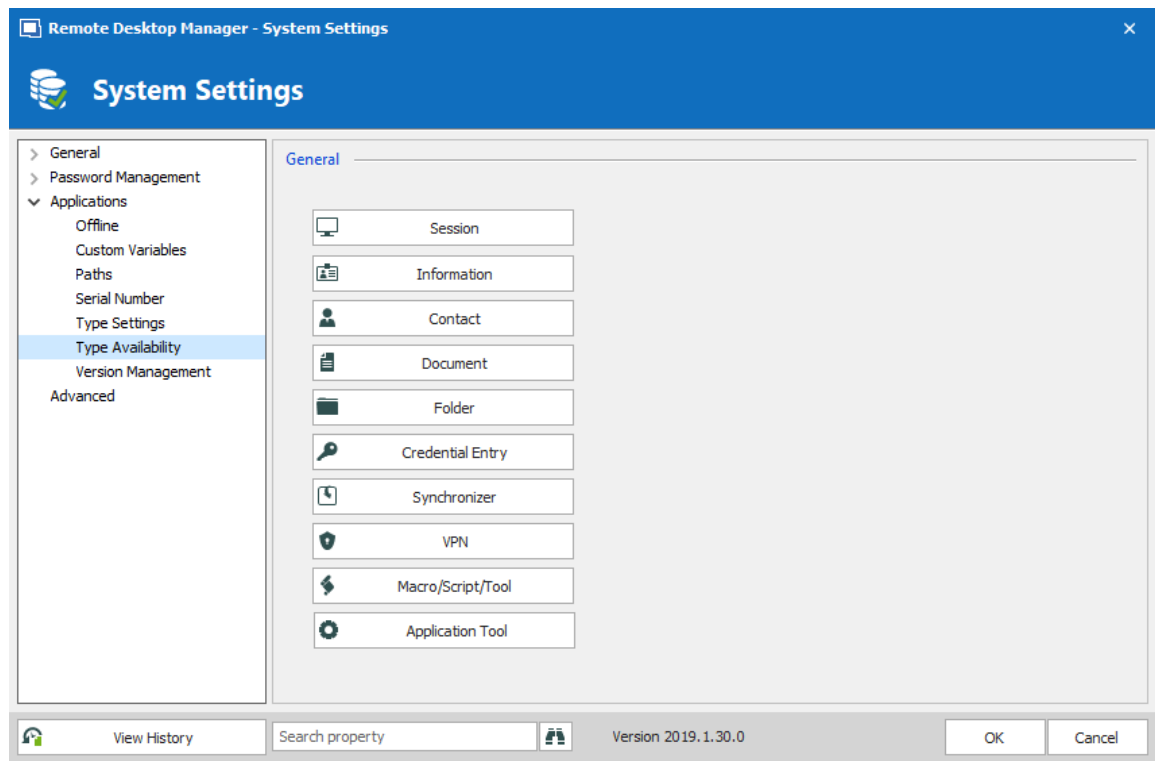 Remote Desktop Manager - System Settings
System Settings
General
Password Management
Applications
Offline
Custom Variables
Paths
Serial Number
Type Settings
Type Availability
Version Management
Advanced
General
Session
Information
Contact
Document
Folder
Credential Entry
Synchronizer
VPN
Macro/Script/Tool
Application Tool
View History
Search property
Version 2019.1.30.0
OK
Cancel